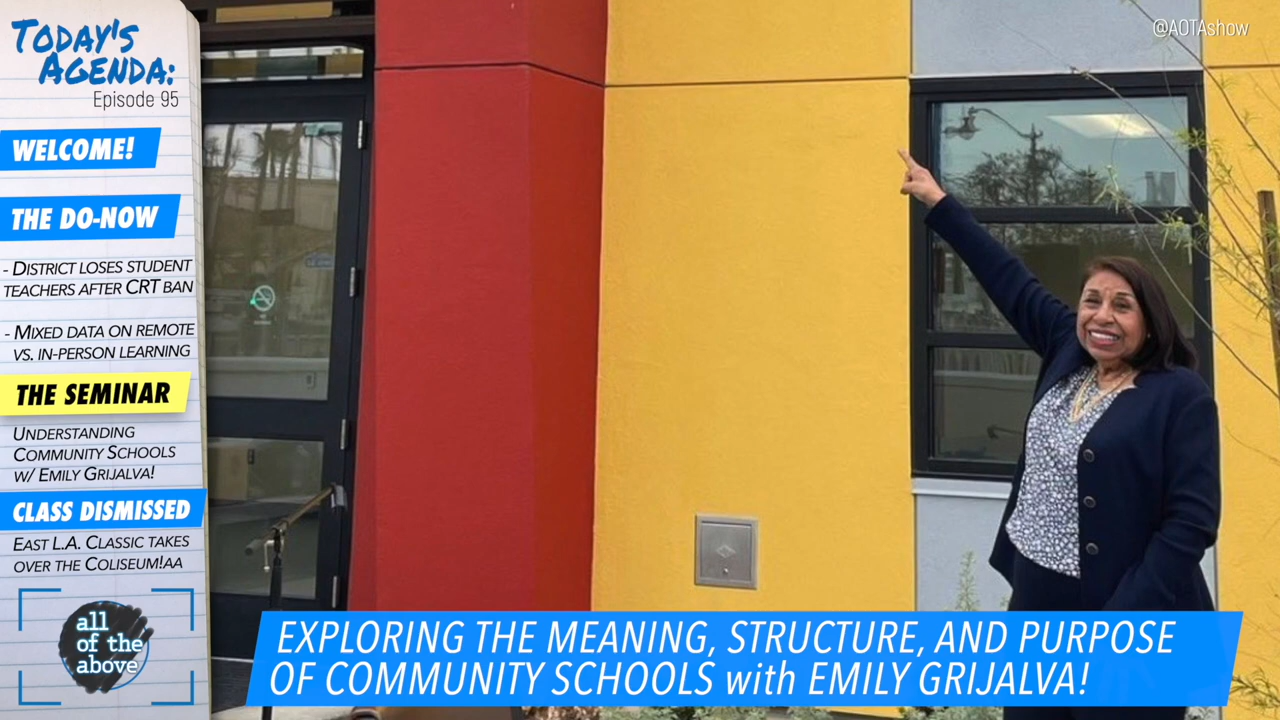 TODAY'S
AGENDA:
Episode 95
WELCOME!
THE DO-NOW
- DISTRICT LOSES STUDENT
TEACHERS AFTER CRT BAN
- MIXED DATA ON REMOTE
VS. IN-PERSON LEARNING
THE SEMINAR
UNDERSTANDING
COMMUNITY SCHOOLS
W/ EMILY GRIJALVA!
CLASS DISMISSED
EAST L.A. CLASSIC TAKES
OVER THE COLISEUM!AA
all
of the
above
@AOTAshow
EXPLORING THE MEANING, STRUCTURE, AND PURPOSE
OF COMMUNITY SCHOOLS with EMILY GRIJALVA!